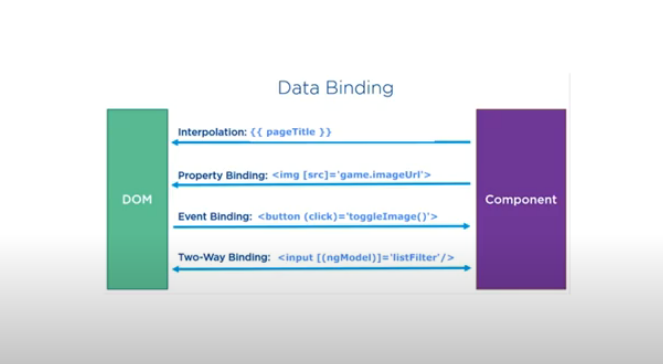 Data Binding
Interpolation: {{ pageTitle }}
Property Binding: <img [src]='game.imageUrl'>
DOM
Component
Event Binding: <button (click)='toggleImage()'>
Two-Way Binding: <input [(ngModel)]='listFilter'/>